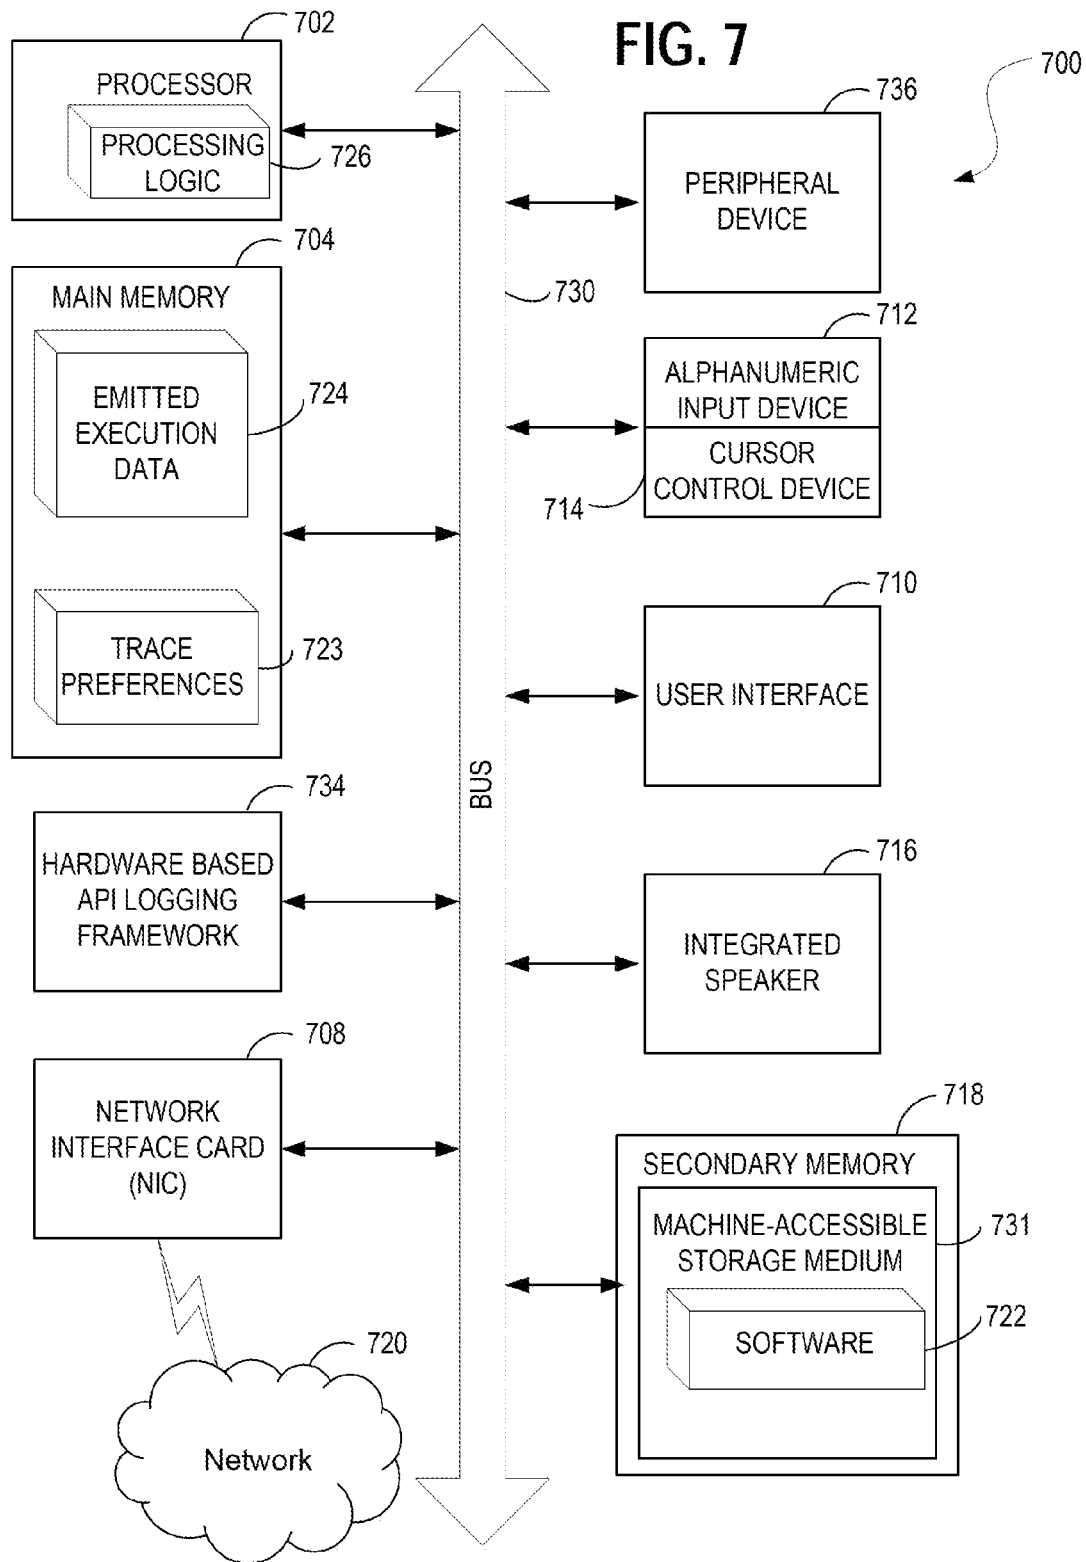 FIG. 7
700
702
PROCESSOR
PROCESSING
LOGIC
726
704
MAIN MEMORY
EMITTED
EXECUTION
DATA
724
TRACE
PREFERENCES
723
734
HARDWARE BASED
API LOGGING
FRAMEWORK
708
NETWORK
INTERFACE CARD
(NIC)
720
Network
BUS
730
736
PERIPHERAL
DEVICE
712
ALPHANUMERIC
INPUT DEVICE
CURSOR
CONTROL DEVICE
714
710
USER INTERFACE
716
INTEGRATED
SPEAKER
718
SECONDARY MEMORY
MACHINE-ACCESSIBLE
STORAGE MEDIUM
731
SOFTWARE
722